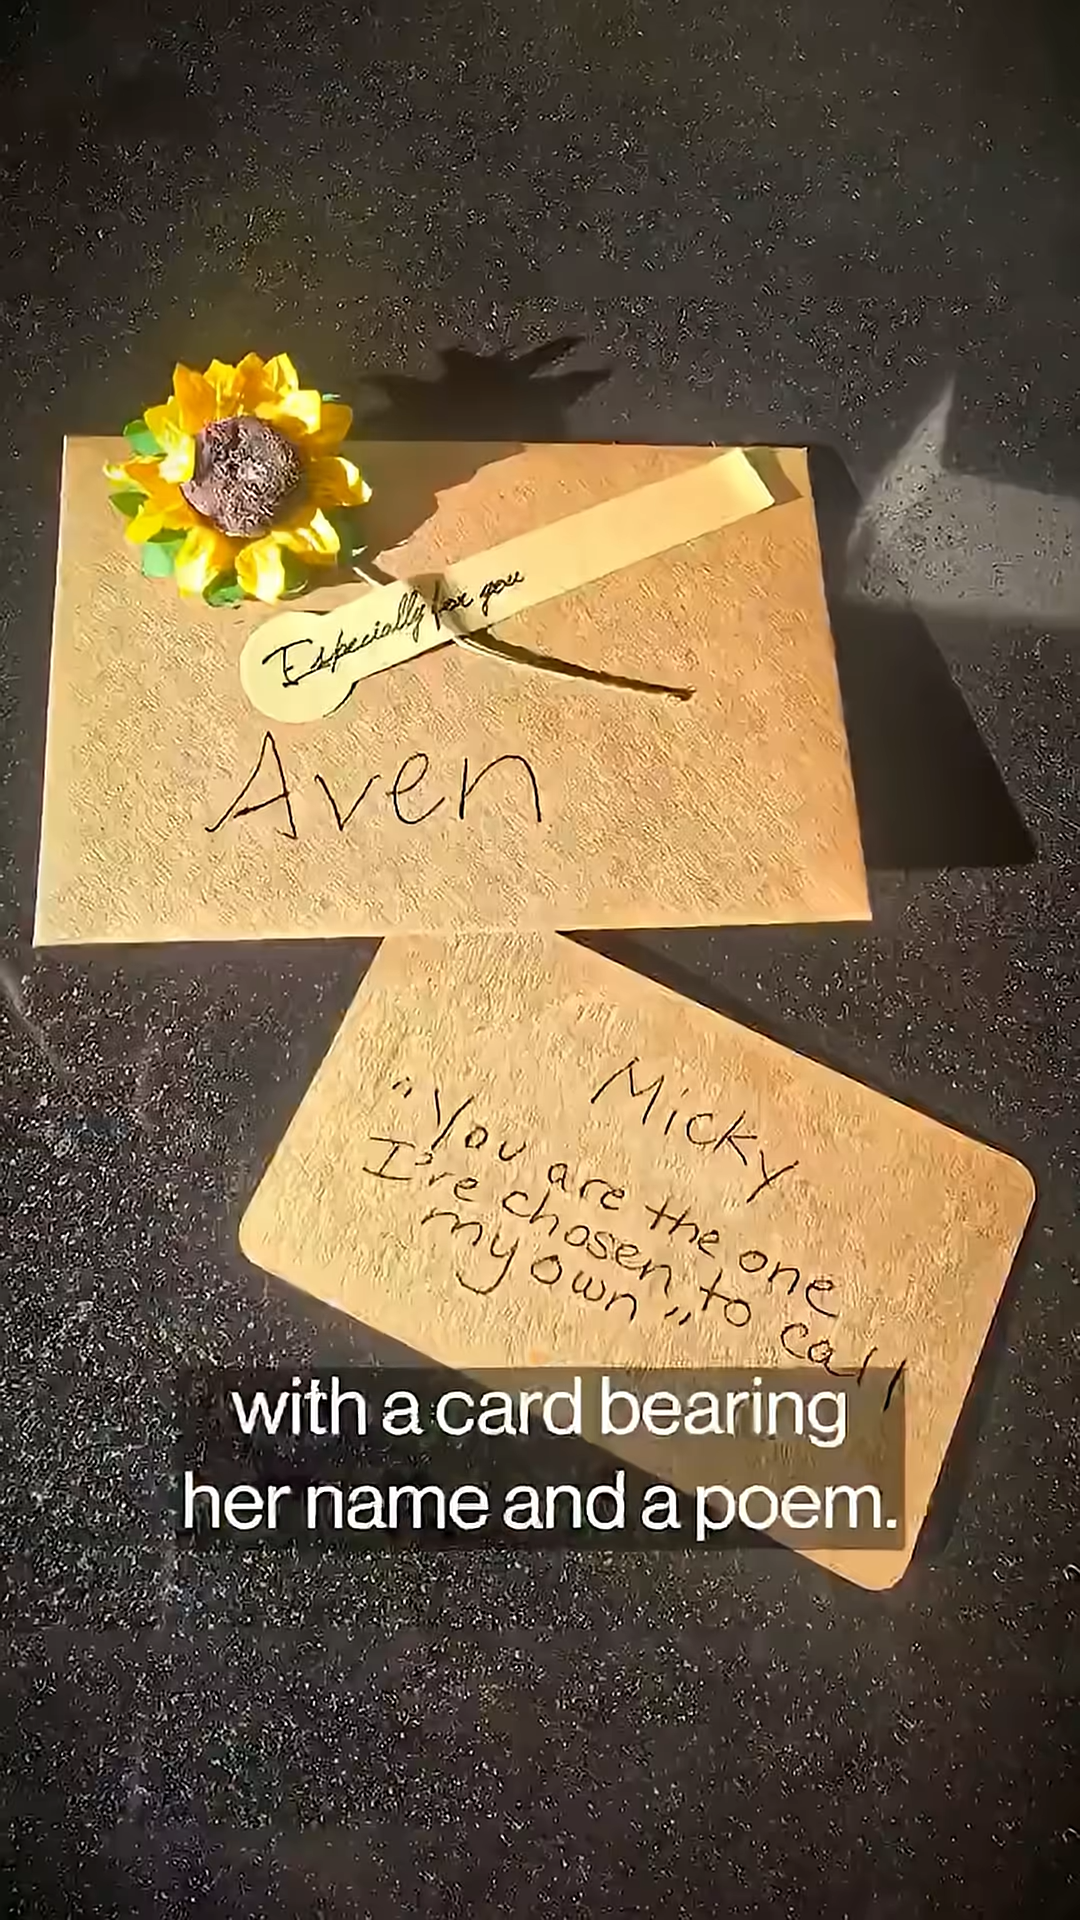 Especially for you
Aven
Micky
"You are the one
I've chosen to call
my own"
with a card bearing
her name and a poem.